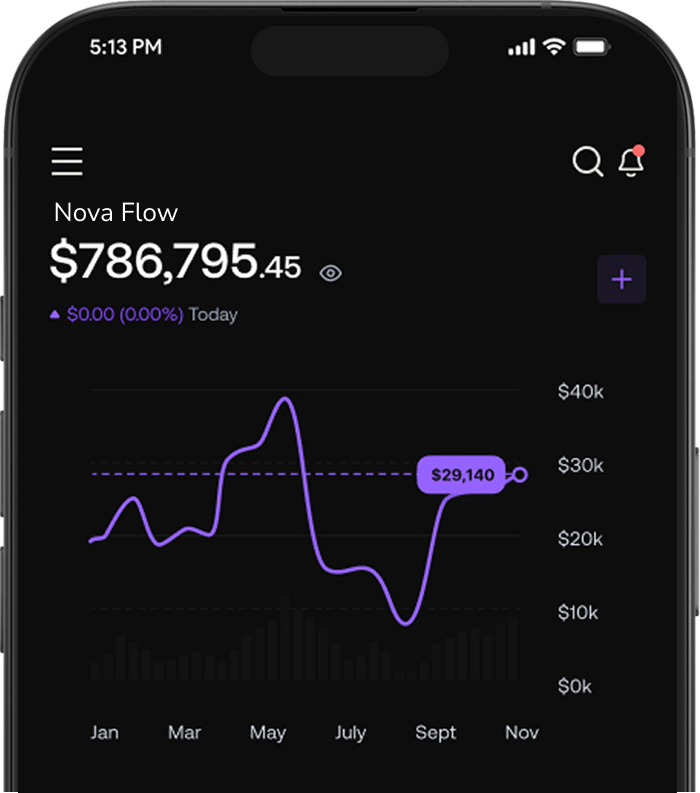 5:13 PM
Nova Flow
$786,795.45
$0.00 (0.00%) Today
$40k
$30k
$29,140
$20k
$10k
$0k
Jan Mar May July Sept Nov